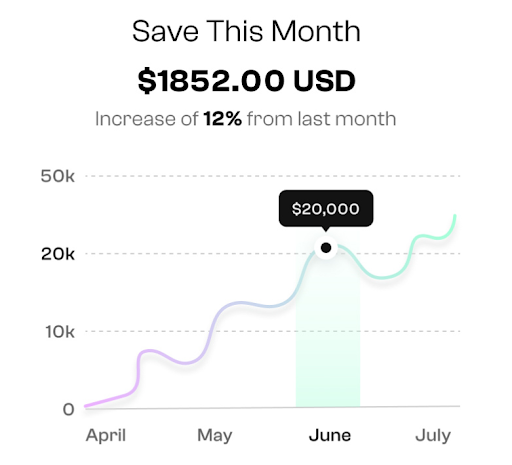 Save This Month
$1852.00 USD
Increase of 12% from last month
50k
$20,000
20k
10k
0
April May June July